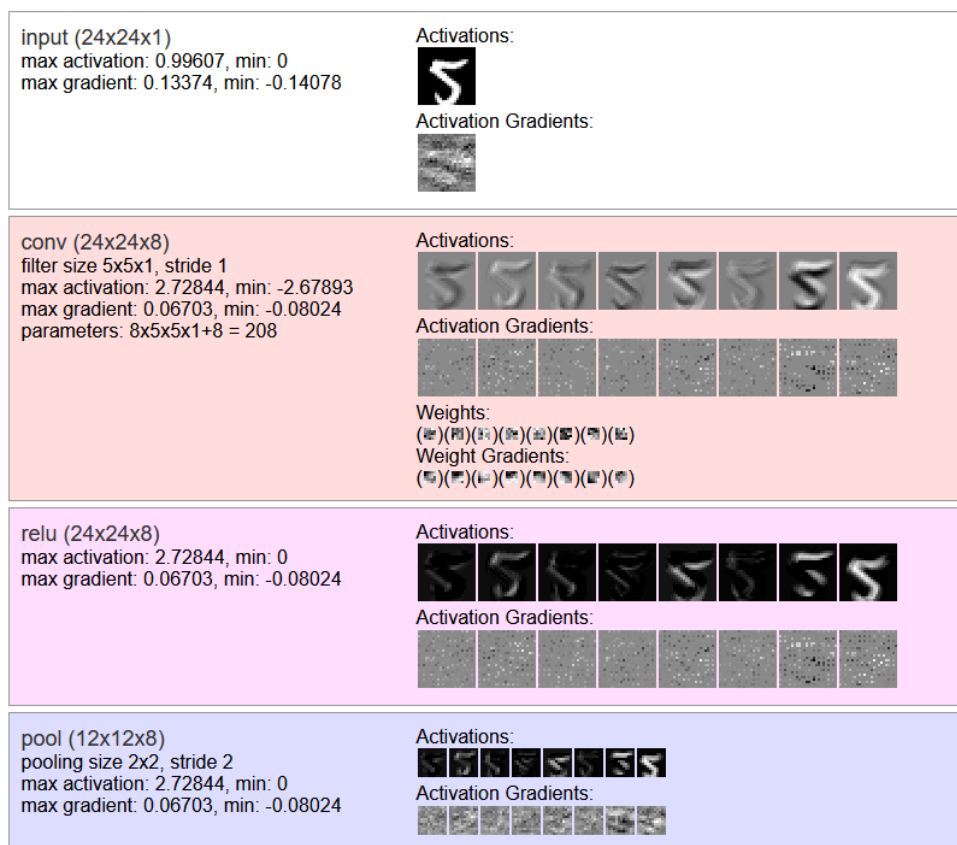 input (24x24x1)
max activation: 0.99607, min: 0
max gradient: 0.13374, min: -0.14078
Activations:
Activation Gradients:
conv (24x24x8)
filter size 5x5x1, stride 1
max activation: 2.72844, min: -2.67893
max gradient: 0.06703, min: -0.08024
parameters: 8x5x5x1+8 = 208
Activations:
Activation Gradients:
Weights:
( )( )( )( )( )( )( )( )
Weight Gradients:
( )( )( )( )( )( )( )( )
relu (24x24x8)
max activation: 2.72844, min: 0
max gradient: 0.06703, min: -0.08024
Activations:
Activation Gradients:
pool (12x12x8)
pooling size 2x2, stride 2
max activation: 2.72844, min: 0
max gradient: 0.06703, min: -0.08024
Activations:
Activation Gradients: